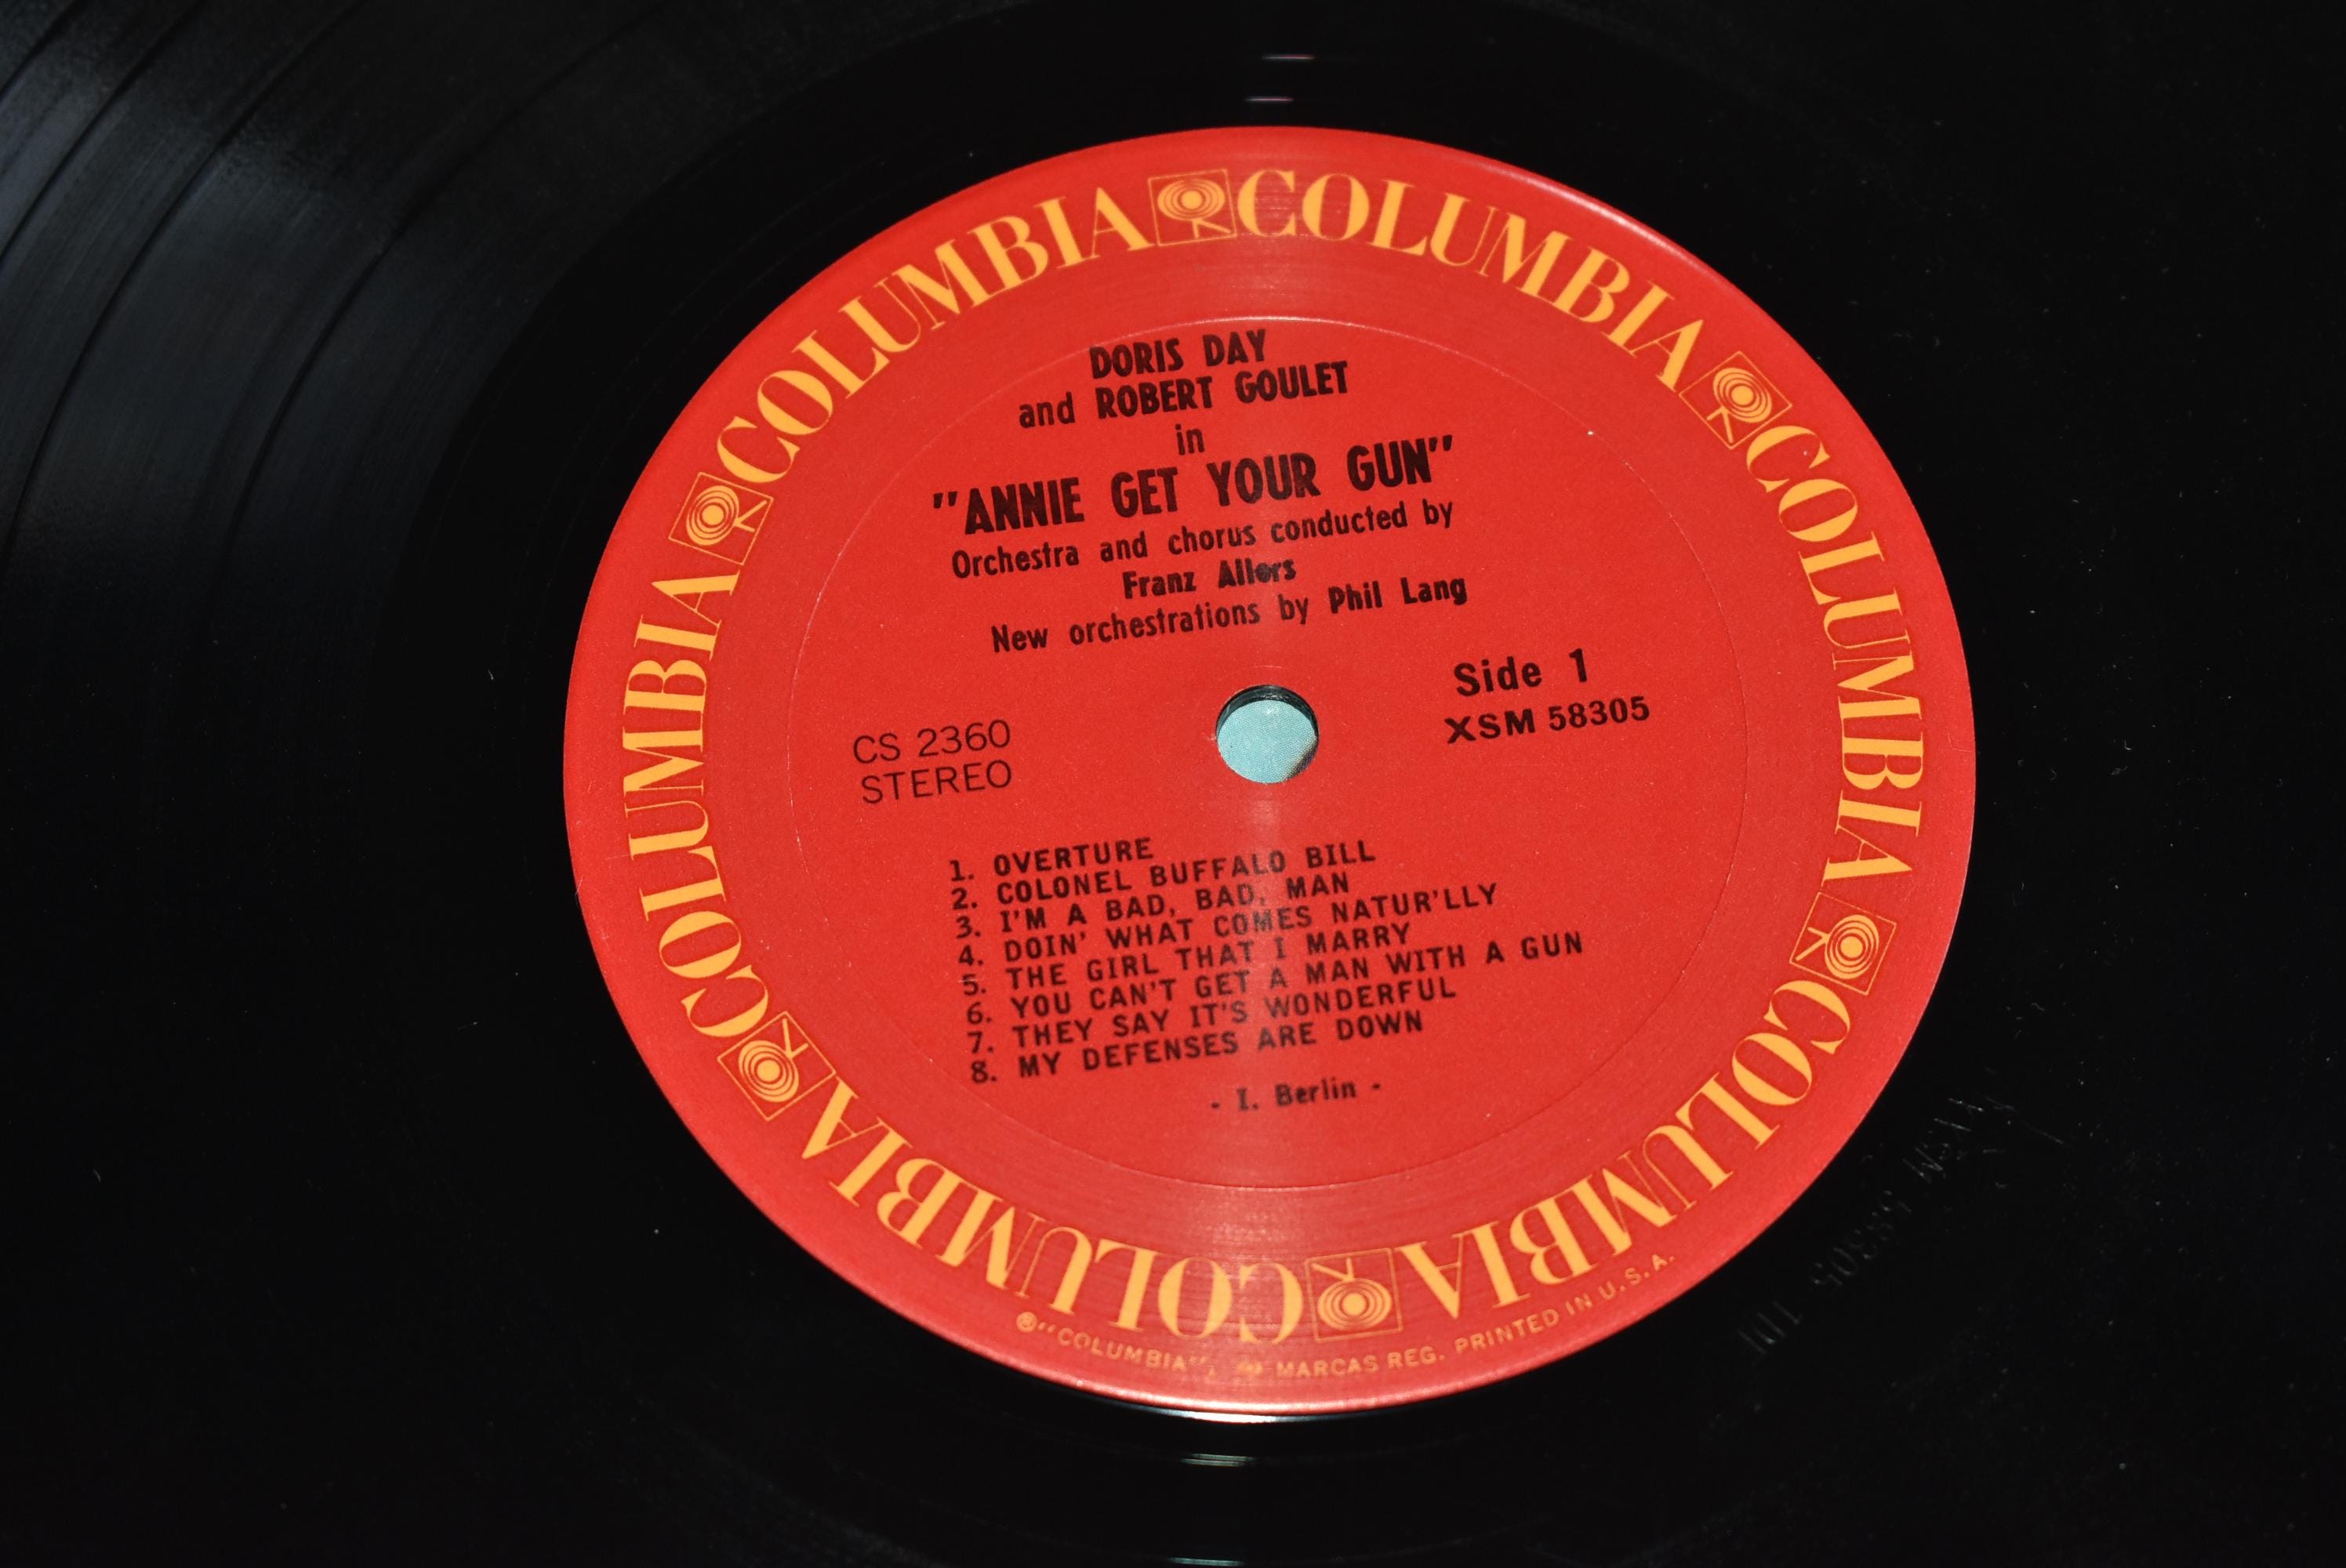 COLUMBIA COLUMBIA COLUMBIA COLUMBIA COLUMBIA COLUMBIA
DORIS DAY
and ROBERT GOULET
in
"ANNIE GET YOUR GUN"
Orchestra and chorus conducted by
Franz Allers
New orchestrations by Phil Lang
Side 1
XSM 58305
CS 2360
STEREO
1. OVERTURE
2. COLONEL BUFFALO BILL
3. I'M A BAD, BAD, MAN
4. DOIN' WHAT COMES NATUR'LLY
5. THE GIRL THAT I MARRY
6. YOU CAN'T GET A MAN WITH A GUN
7. THEY SAY IT'S WONDERFUL
8. MY DEFENSES ARE DOWN
- I. Berlin -
®"COLUMBIA", MARCAS REG. PRINTED IN U.S.A.
XSM 58305